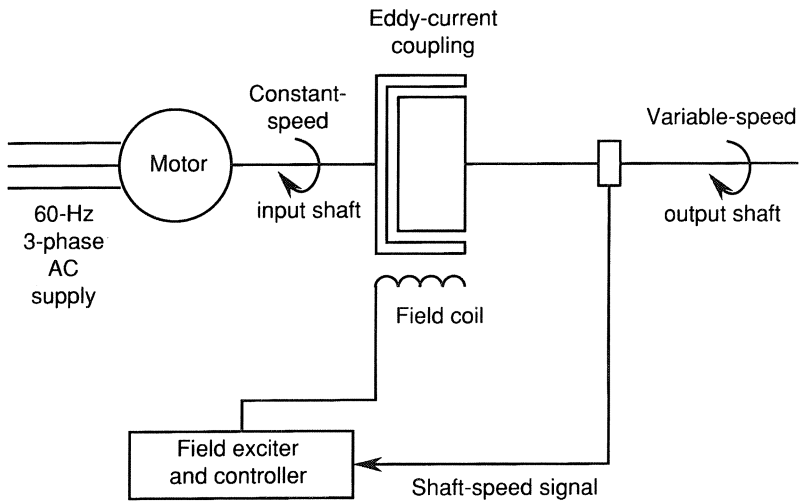 Eddy-current
coupling
Constant-
speed
Variable-speed
Motor
input shaft
output shaft
60-Hz
3-phase
AC
supply
Field coil
Field exciter
and controller
Shaft-speed signal